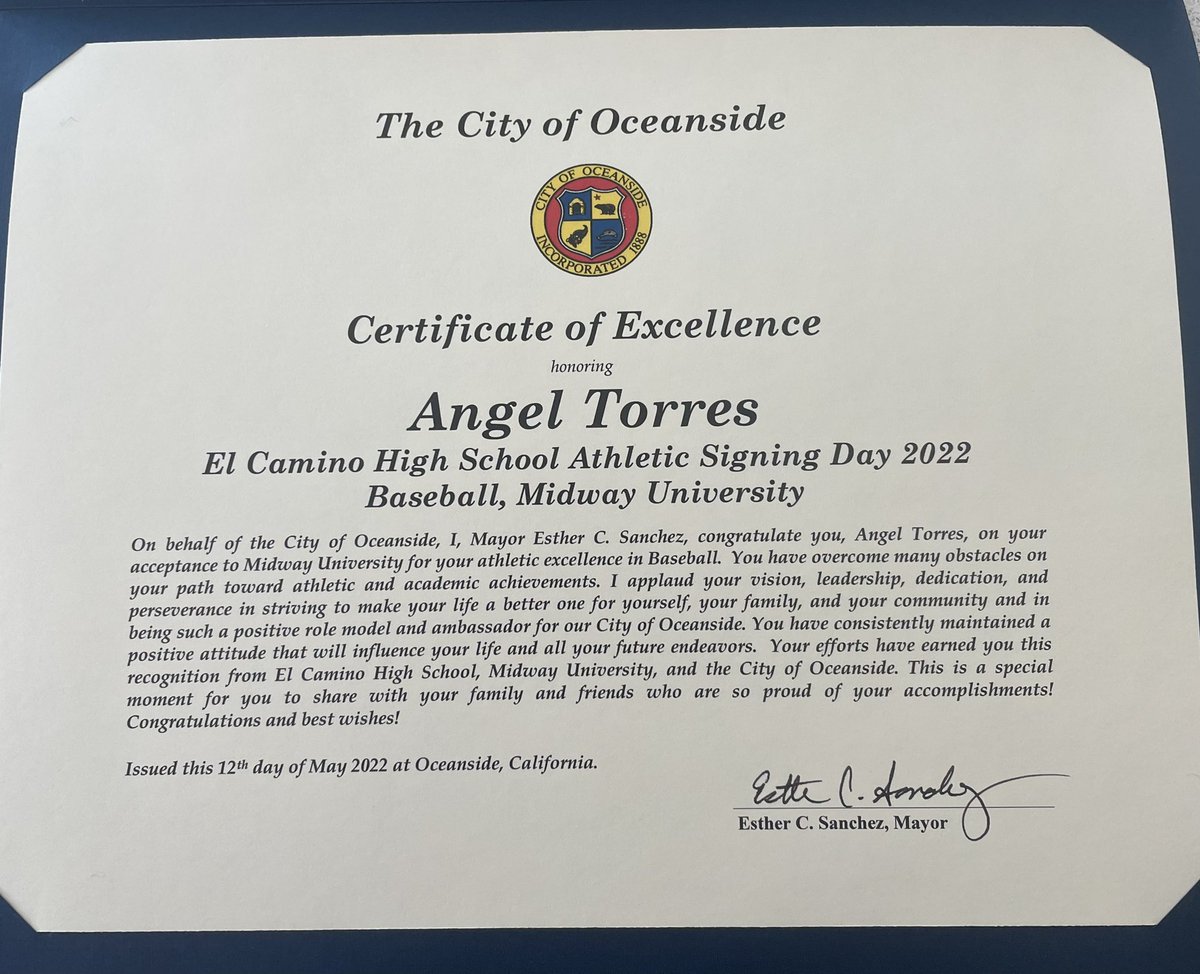 The City of Oceanside
CITY OF OCEANSIDE
INCORPORATED 1888
Certificate of Excellence
honoring
Angel Torres
El Camino High School Athletic Signing Day 2022
Baseball, Midway University
On behalf of the City of Oceanside, I, Mayor Esther C. Sanchez, congratulate you, Angel Torres, on your
acceptance to Midway University for your athletic excellence in Baseball. You have overcome many obstacles on
your path toward athletic and academic achievements. I applaud your vision, leadership, dedication, and
perseverance in striving to make your life a better one for yourself, your family, and your community and in
being such a positive role model and ambassador for our City of Oceanside. You have consistently maintained a
positive attitude that will influence your life and all your future endeavors. Your efforts have earned you this
recognition from El Camino High School, Midway University, and the City of Oceanside. This is a special
moment for you to share with your family and friends who are so proud of your accomplishments!
Congratulations and best wishes!
Issued this 12th day of May 2022 at Oceanside, California.
Esther C. Sanchez
Esther C. Sanchez, Mayor